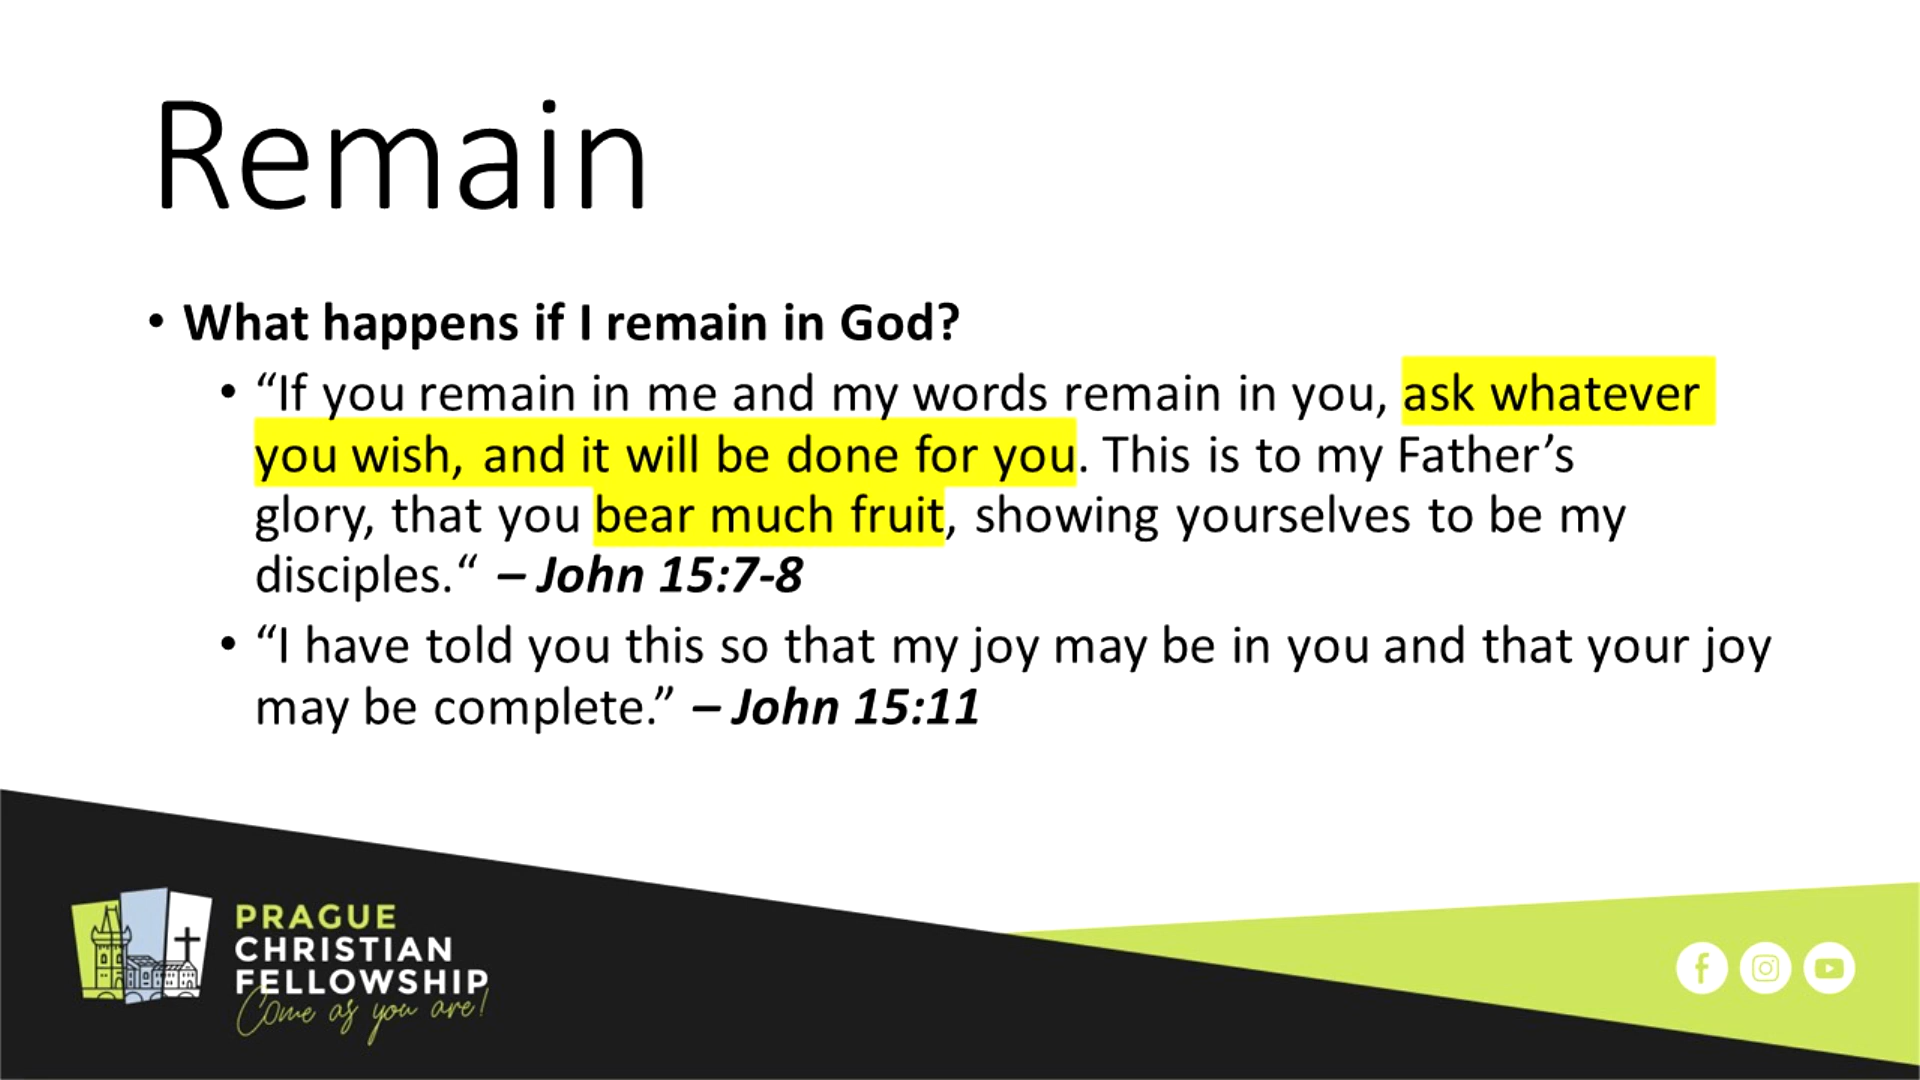 Remain
• What happens if I remain in God?
• “If you remain in me and my words remain in you, ask whatever
you wish, and it will be done for you. This is to my Father’s
glory, that you bear much fruit, showing yourselves to be my
disciples.“ – John 15:7-8
• “I have told you this so that my joy may be in you and that your joy
may be complete.” – John 15:11
PRAGUE
CHRISTIAN
FELLOWSHIP
Come as you are!